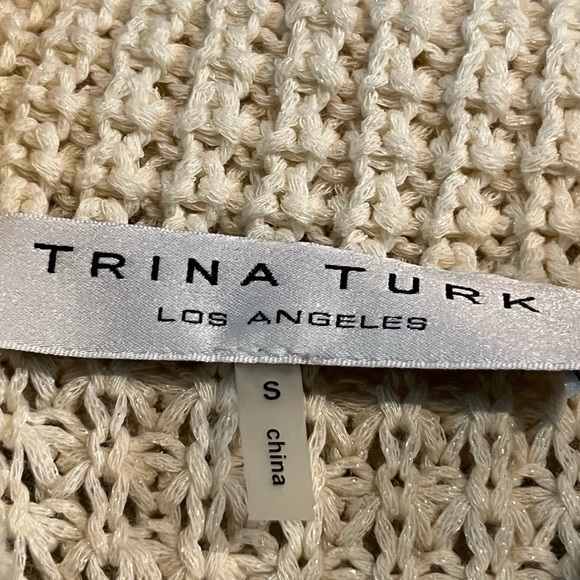 TRINA TURK
LOS ANGELES
S
china